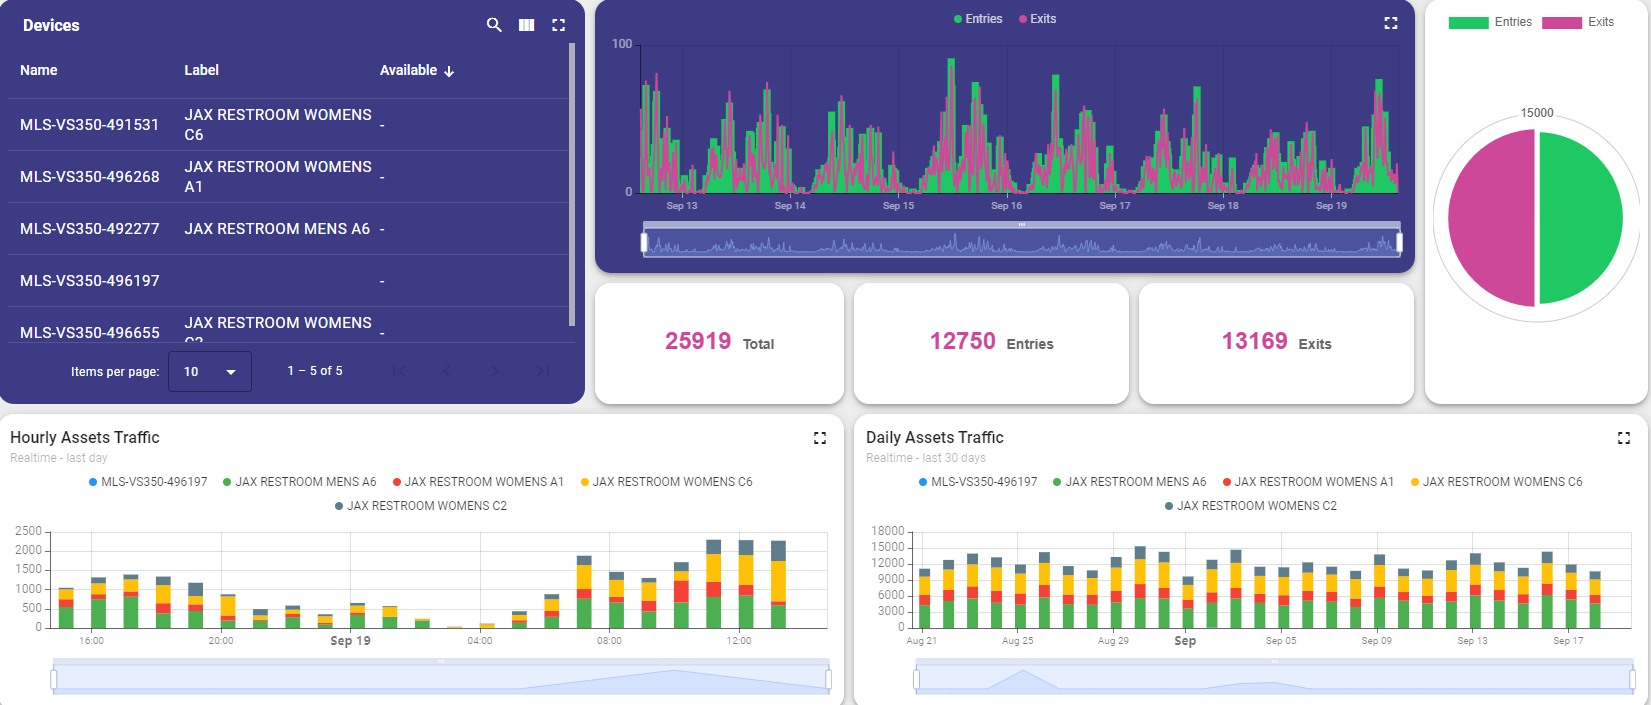 Devices
Name Label Available
MLS-VS350-491531 JAX RESTROOM WOMENS C6 -
MLS-VS350-496268 JAX RESTROOM WOMENS A1 -
MLS-VS350-492277 JAX RESTROOM MENS A6 -
MLS-VS350-496197 -
MLS-VS350-496655 JAX RESTROOM WOMENS -
Items per page: 10 1 – 5 of 5
Entries Exits
100
0
Sep 13 Sep 14 Sep 15 Sep 16 Sep 17 Sep 18 Sep 19
Entries Exits
15000
25919 Total
12750 Entries
13169 Exits
Hourly Assets Traffic
Realtime - last day
MLS-VS350-496197 JAX RESTROOM MENS A6 JAX RESTROOM WOMENS A1 JAX RESTROOM WOMENS C6
JAX RESTROOM WOMENS C2
2500
2000
1500
1000
500
0
16:00 20:00 Sep 19 04:00 08:00 12:00
Daily Assets Traffic
Realtime - last 30 days
MLS-VS350-496197 JAX RESTROOM MENS A6 JAX RESTROOM WOMENS A1 JAX RESTROOM WOMENS C6
JAX RESTROOM WOMENS C2
18000
15000
12000
9000
6000
3000
0
Aug 21 Aug 25 Aug 29 Sep Sep 05 Sep 09 Sep 13 Sep 17